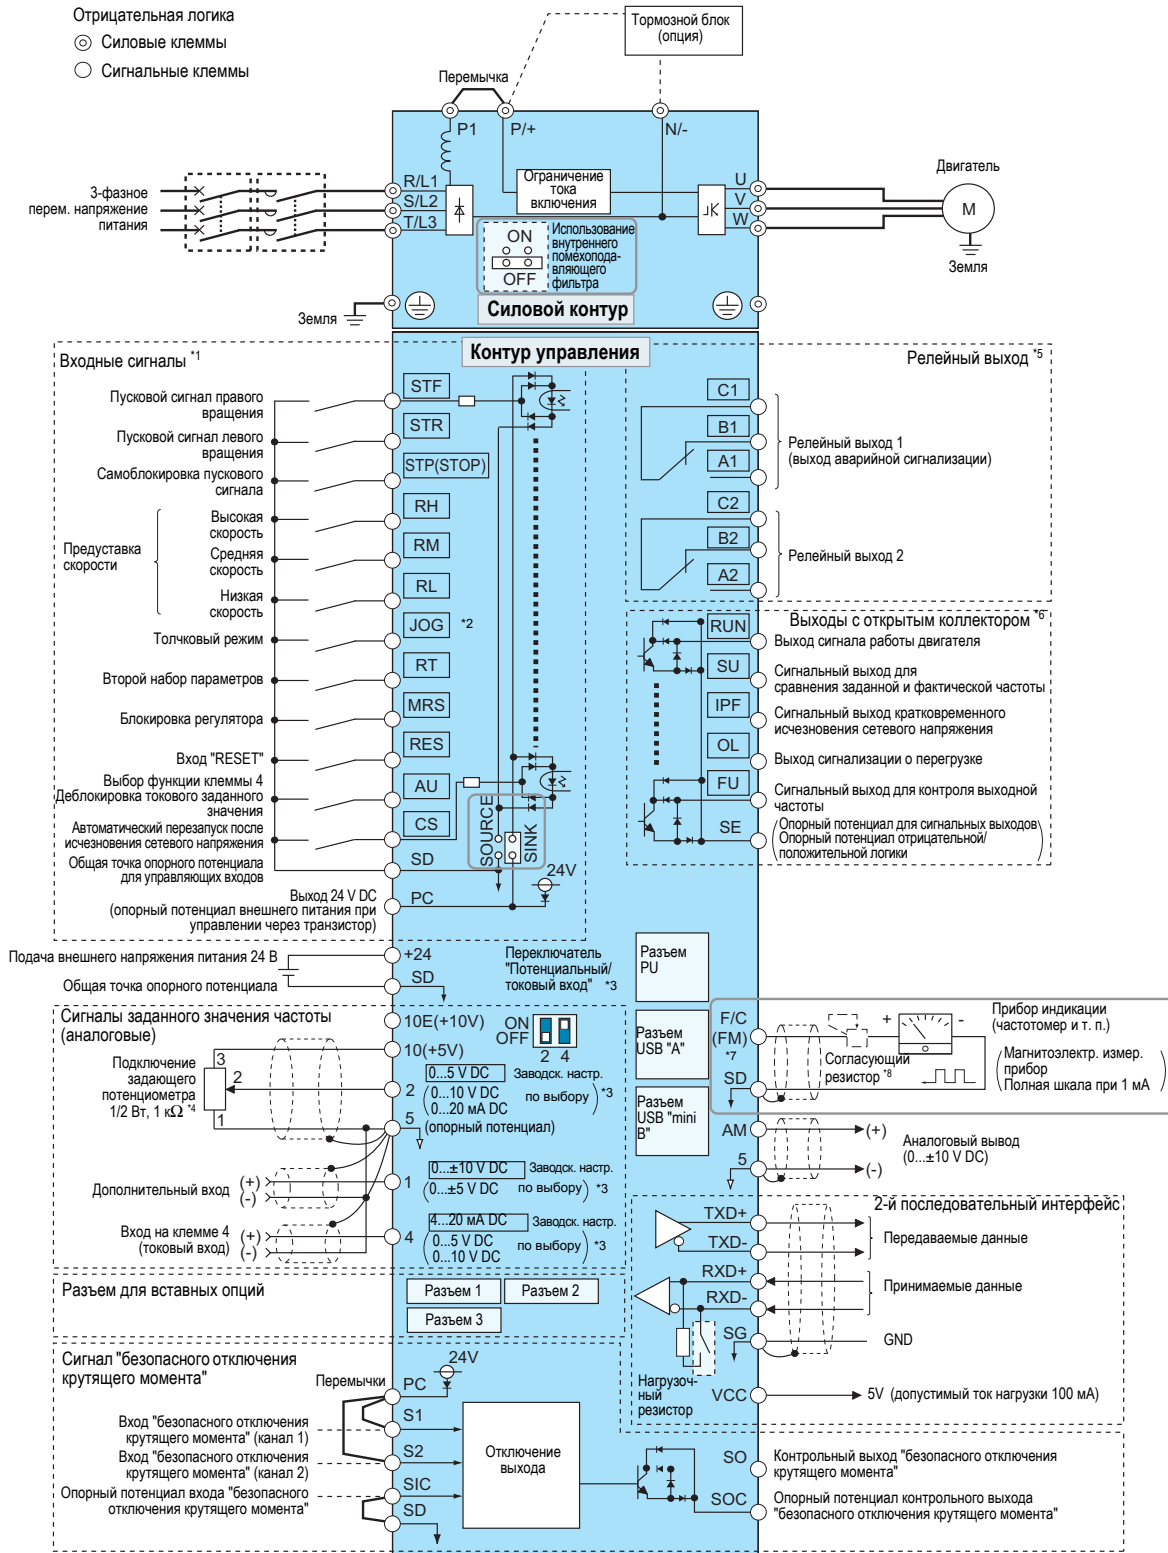 Отрицательная логика
Силовые клеммы
Сигнальные клеммы
Тормозной блок
(опция)
Перемычка
P1
P/+
N/-
3-фазное
перем. напряжение
питания
R/L1
S/L2
T/L3
Ограничение
тока
включения
U
V
W
Двигатель
M
Земля
ON
OFF
Использование
внутреннего
помехопода-
вляющего
фильтра
Земля
Силовой контур
Контур управления
Входные сигналы *1
Пусковой сигнал правого
вращения
STF
Пусковой сигнал левого
вращения
STR
Самоблокировка пускового
сигнала
STP(STOP)
Предуставка
скорости
Высокая
скорость
RH
Средняя
скорость
RM
Низкая
скорость
RL
Толчковый режим
JOG *2
Второй набор параметров
RT
Блокировка регулятора
MRS
Вход "RESET"
RES
Выбор функции клеммы 4
Деблокировка токового заданного
значения
AU
Автоматический перезапуск после
исчезновения сетевого напряжения
CS
Общая точка опорного потенциала
для управляющих входов
SD
SOURCE
SINK
24V
Выход 24 V DC
(опорный потенциал внешнего питания при
управлении через транзистор)
PC
Релейный выход *5
C1
B1
A1
Релейный выход 1
(выход аварийной сигнализации)
C2
B2
A2
Релейный выход 2
Выходы с открытым коллектором *6
RUN
Выход сигнала работы двигателя
SU
Сигнальный выход для
сравнения заданной и фактической частоты
IPF
Сигнальный выход кратковременного
исчезновения сетевого напряжения
OL
Выход сигнализации о перегрузке
FU
Сигнальный выход для контроля выходной
частоты
SE
(Опорный потенциал для сигнальных выходов
Опорный потенциал отрицательной/
положительной логики)
Подача внешнего напряжения питания 24 В
+24
Общая точка опорного потенциала
SD
Переключатель
"Потенциальный/
токовый вход" *3
Разъем
PU
Разъем
USB "A"
Разъем
USB "mini
B"
Сигналы заданного значения частоты
(аналоговые)
10E(+10V)
ON
OFF
2 4
10(+5V)
Подключение
задающего
потенциометра
1/2 Вт, 1 кΩ *4
3
2
1
2
0...5 V DC Заводск. настр.
(0...10 V DC
0...20 мА DC по выбору) *3
5
(опорный потенциал)
Дополнительный вход
(+)
(-)
1
0...±10 V DC Заводск. настр.
(0...±5 V DC по выбору) *3
Вход на клемме 4
(токовый вход)
(+)
(-)
4
4...20 мА DC Заводск. настр.
(0...5 V DC
0...10 V DC по выбору) *3
F/C
(FM)
*7
SD
+ -
Прибор индикации
(частотомер и т. п.)
Согласующий
резистор *8
(Магнитоэлектр. измер.
прибор
Полная шкала при 1 мА)
AM
(+)
5
(-)
Аналоговый вывод
(0...±10 V DC)
2-й последовательный интерфейс
TXD+
TXD-
Передаваемые данные
RXD+
RXD-
Принимаемые данные
SG
GND
Нагрузоч-
ный
резистор
VCC
5V (допустимый ток нагрузки 100 мА)
Разъем для вставных опций
Разъем 1
Разъем 2
Разъем 3
Сигнал "безопасного отключения
крутящего момента"
Перемычки
PC
24V
Вход "безопасного отключения
крутящего момента" (канал 1)
S1
Вход "безопасного отключения
крутящего момента" (канал 2)
S2
Опорный потенциал входа "безопасного
отключения крутящего момента"
SIC
SD
Отключение
выхода
SO
Контрольный выход "безопасного отключения
крутящего момента"
SOC
Опорный потенциал контрольного выхода
"безопасного отключения крутящего момента"